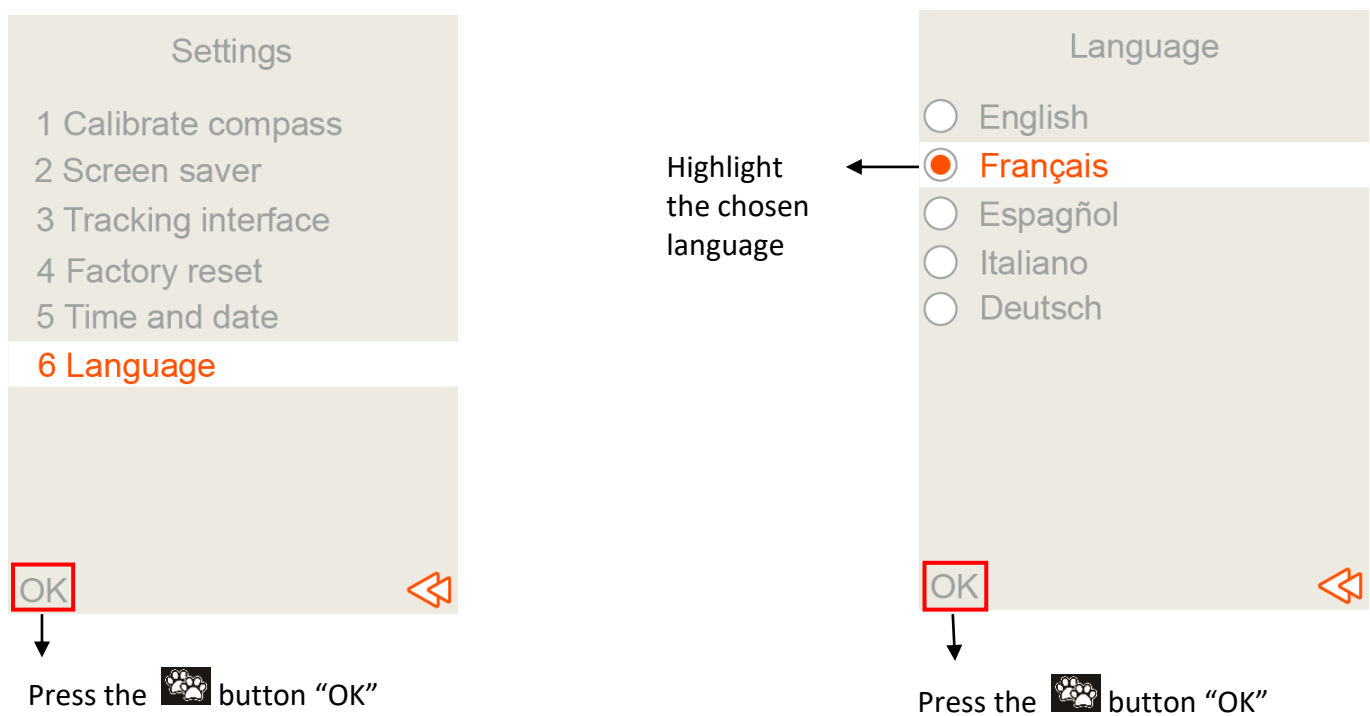 Settings
1 Calibrate compass
2 Screen saver
3 Tracking interface
4 Factory reset
5 Time and date
6 Language
OK
Press the button “OK”
Language
English
Français
Espagñol
Italiano
Deutsch
Highlight
the chosen
language
OK
Press the button “OK”